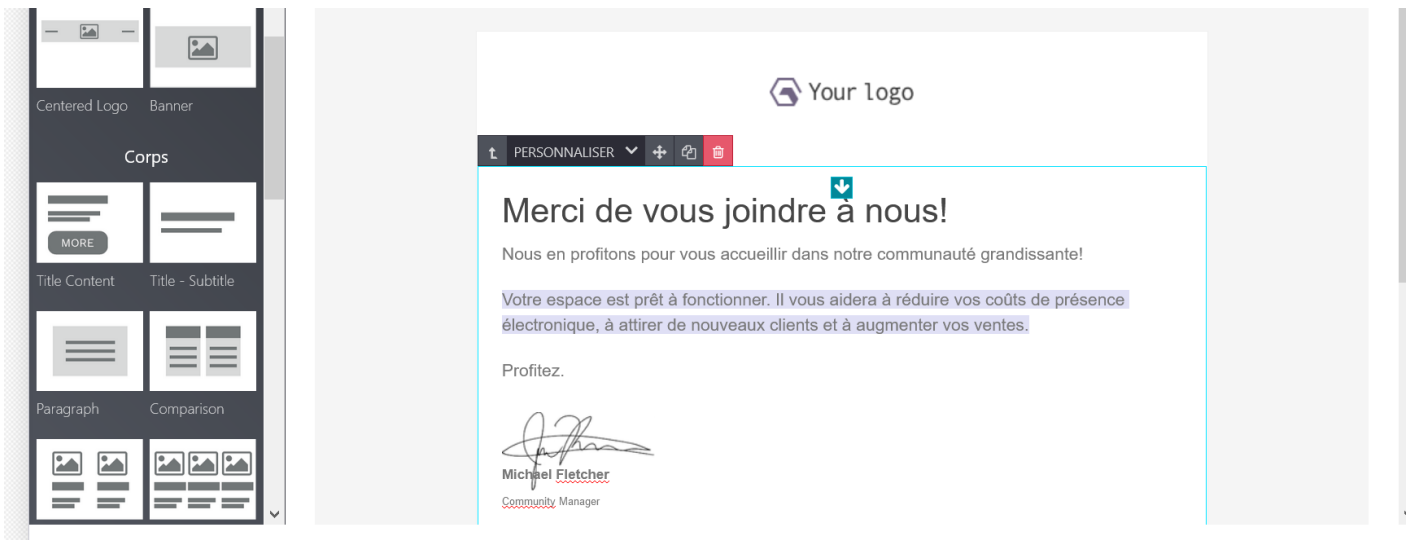 Centered Logo
Banner
Corps
MORE
Title Content
Title - Subtitle
Paragraph
Comparison
Your logo
PERSONNALISER
Merci de vous joindre à nous!
Nous en profitons pour vous accueillir dans notre communauté grandissante!
Votre espace est prêt à fonctionner. Il vous aidera à réduire vos coûts de présence
électronique, à attirer de nouveaux clients et à augmenter vos ventes.
Profitez.
Michael Fletcher
Community Manager